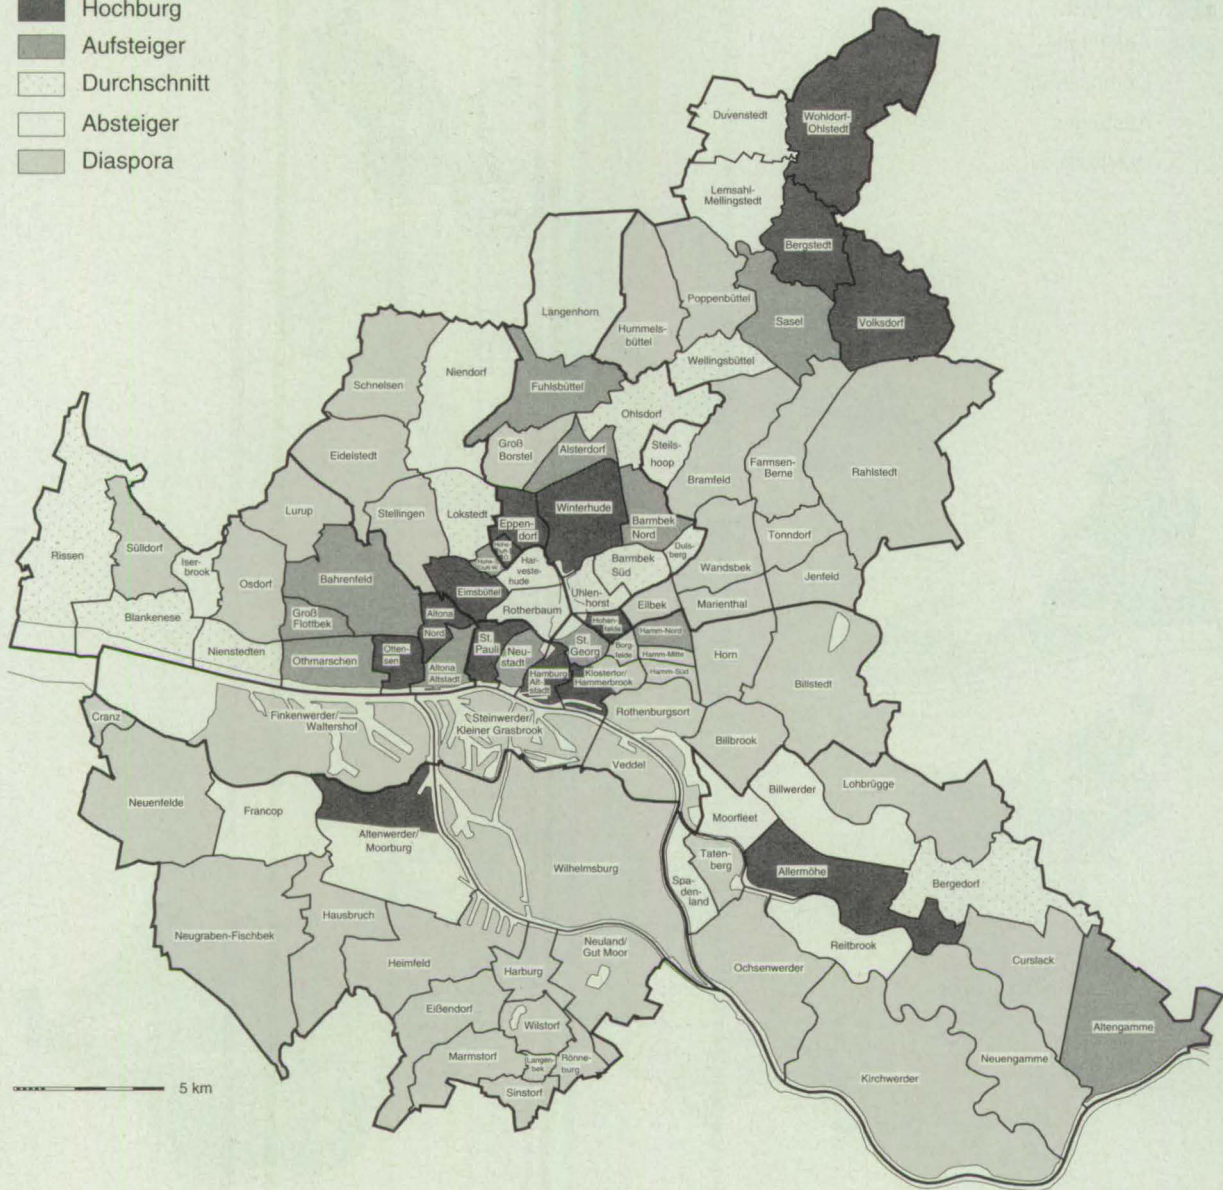 Hochburg
Aufsteiger
Durchschnitt
Absteiger
Diaspora
Duvenstedt
Wohldorf-
Ohlstedt
Lemsahl-
Mellingstedt
Bergstedt
Poppenbüttel
Sasel
Volksdorf
Langenhorn
Hummels-
büttel
Wellingsbüttel
Schnelsen
Niendorf
Fuhlsbüttel
Ohlsdorf
Groß
Borstel
Alsterdorf
Steils-
hoop
Bramfeld
Farmsen-
Berne
Rahlstedt
Eidelstedt
Lurup
Stellingen
Lokstedt
Eppen-
dorf
Winterhude
Barmbek
Nord
Tonndorf
Rissen
Sülldorf
Iser-
brook
Osdorf
Bahrenfeld
Har-
veste-
hude
Barmbek
Süd
Duls-
berg
Wandsbek
Jenfeld
Eimsbüttel
Rotherbaum
Uhlen-
horst
Eilbek
Marienthal
Blankenese
Groß
Flottbek
Altona
Nord
Hohen-
felde
Hamm-Nord
Nienstedten
Othmarschen
Otten-
sen
Altona
Altstadt
St.
Pauli
Neu-
stadt
St.
Georg
Borg-
felde
Hamm-Mitte
Hamm-Süd
Horn
Billstedt
Hamburg
Alt-
stadt
Klostertor/
Hammerbrook
Cranz
Finkenwerder/
Waltershof
Steinwerder/
Kleiner Grasbrook
Rothenburgsort
Billbrook
Veddel
Neuenfelde
Francop
Altenwerder/
Moorburg
Moorfleet
Billwerder
Lohbrügge
Wilhelmsburg
Taten-
berg
Spa-
den-
land
Allermöhe
Bergedorf
Neugraben-Fischbek
Hausbruch
Heimfeld
Harburg
Neuland/
Gut Moor
Ochsenwerder
Reitbrook
Curslack
Altengamme
Eißendorf
Wilstorf
Marmstorf
Langen-
bek
Rönne-
burg
Sinstorf
Kirchwerder
Neuengamme
5 km